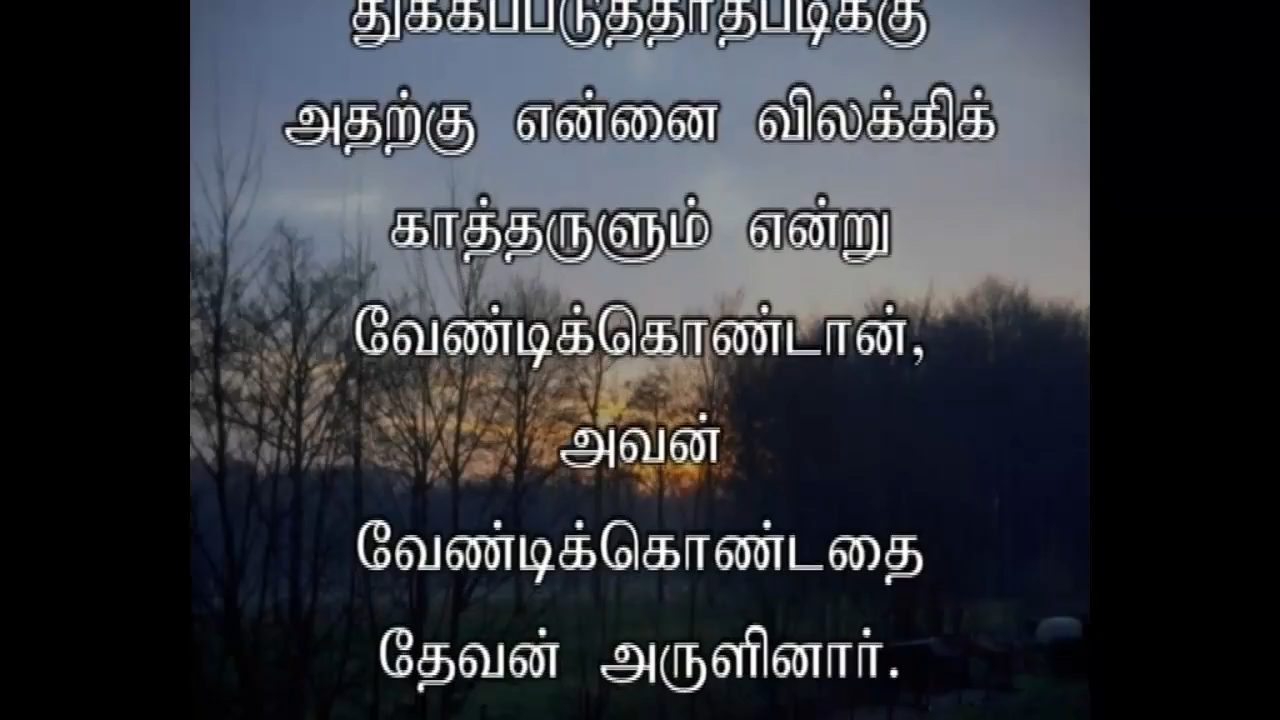 துக்கப்படுத்தாதபடிக்கு
அதற்கு என்னை விலக்கிக்
காத்தருளும் என்று
வேண்டிக்கொண்டான்,
அவன்
வேண்டிக்கொண்டதை
தேவன் அருளினார்.